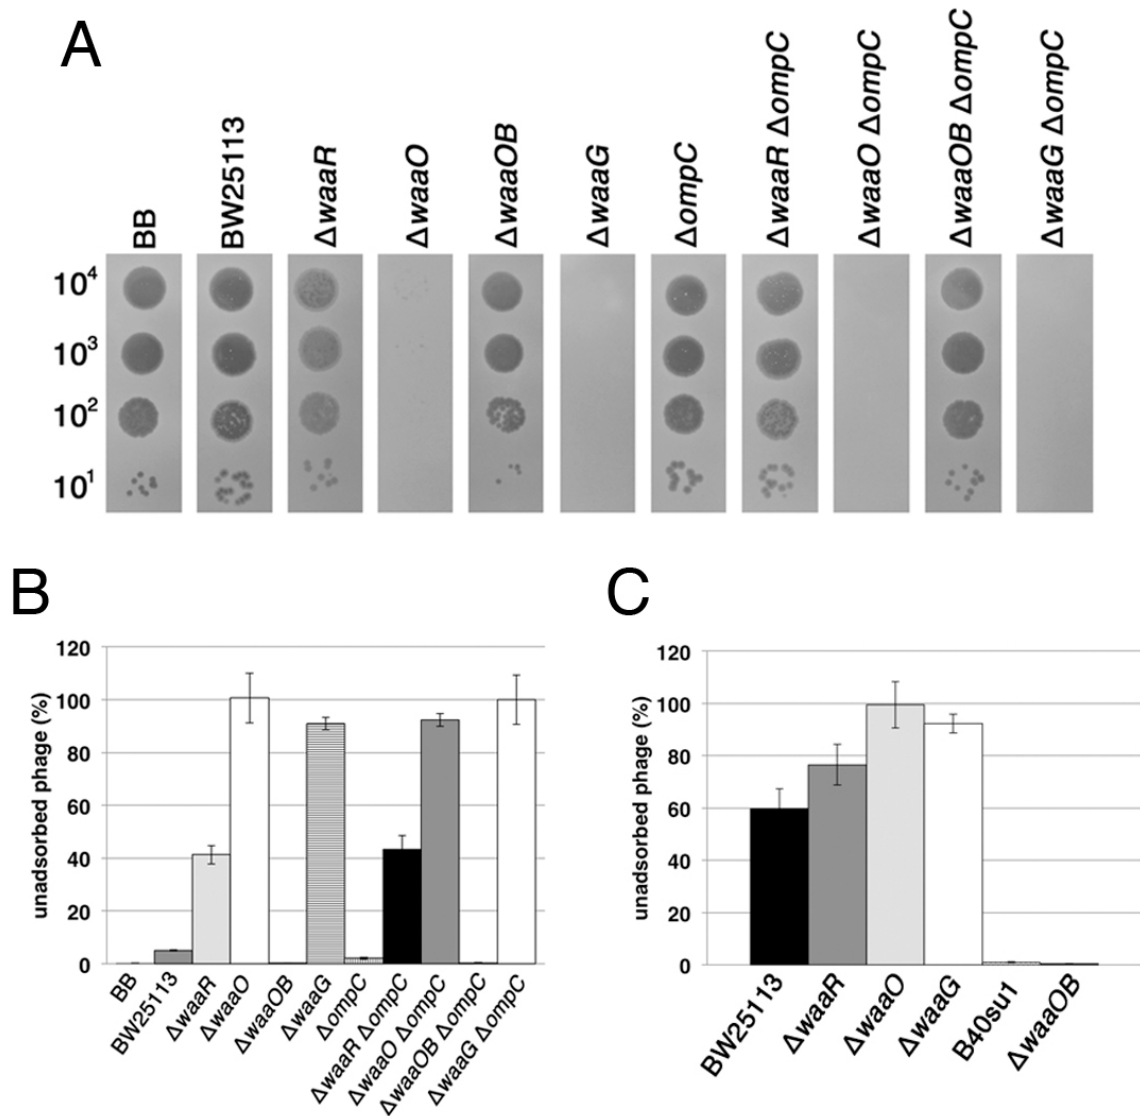 A
BB
BW25113
ΔwaaR
ΔwaaO
ΔwaaOB
ΔwaaG
ΔompC
ΔwaaR ΔompC
ΔwaaO ΔompC
ΔwaaOB ΔompC
ΔwaaG ΔompC
10⁴
10³
10²
10¹
B
unadsorbed phage (%)
120
100
80
60
40
20
0
BB
BW25113
ΔwaaR
ΔwaaO
ΔwaaOB
ΔwaaG
ΔompC
ΔwaaR ΔompC
ΔwaaO ΔompC
ΔwaaOB ΔompC
ΔwaaG ΔompC
C
unadsorbed phage (%)
120
100
80
60
40
20
0
BW25113
ΔwaaR
ΔwaaO
ΔwaaG
B40su1
ΔwaaOB